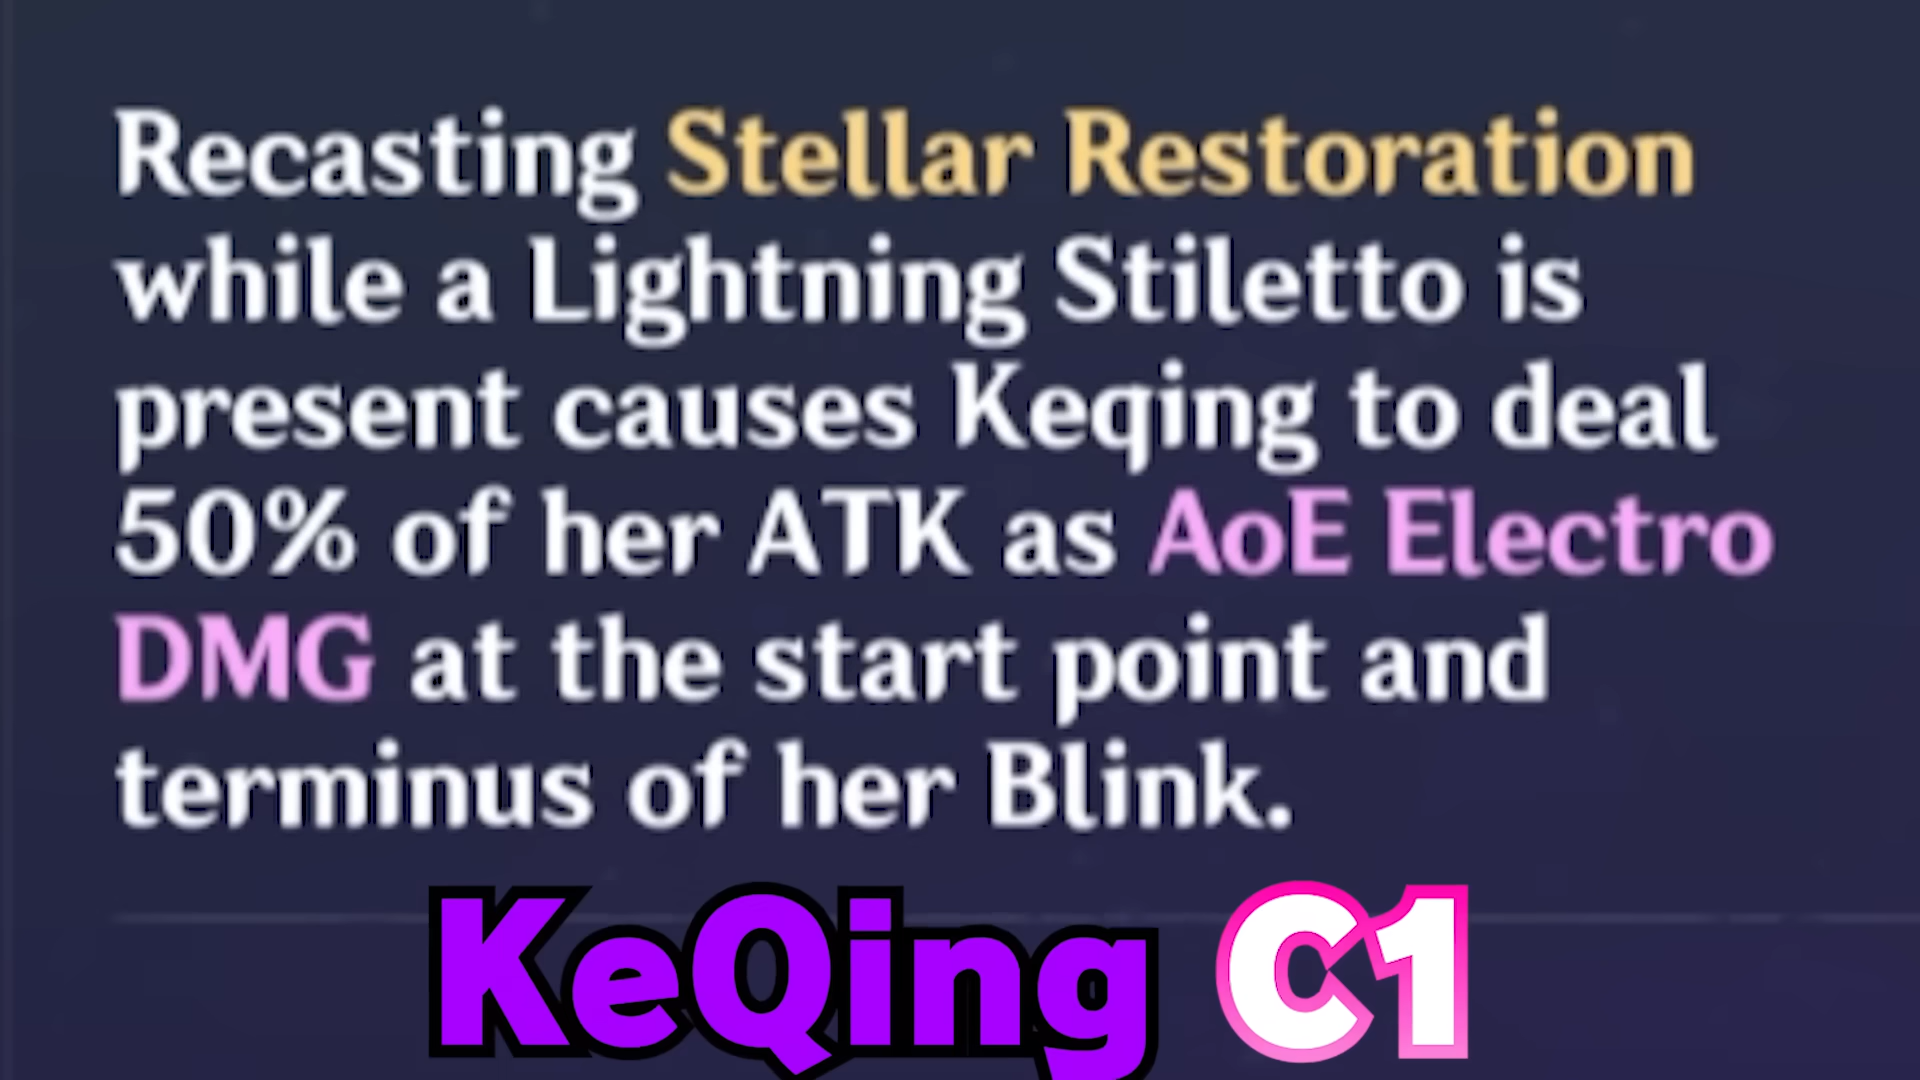 Recasting Stellar Restoration
while a Lightning Stiletto is
present causes Keqing to deal
50% of her ATK as AoE Electro
DMG at the start point and
terminus of her Blink.
KeQing C1